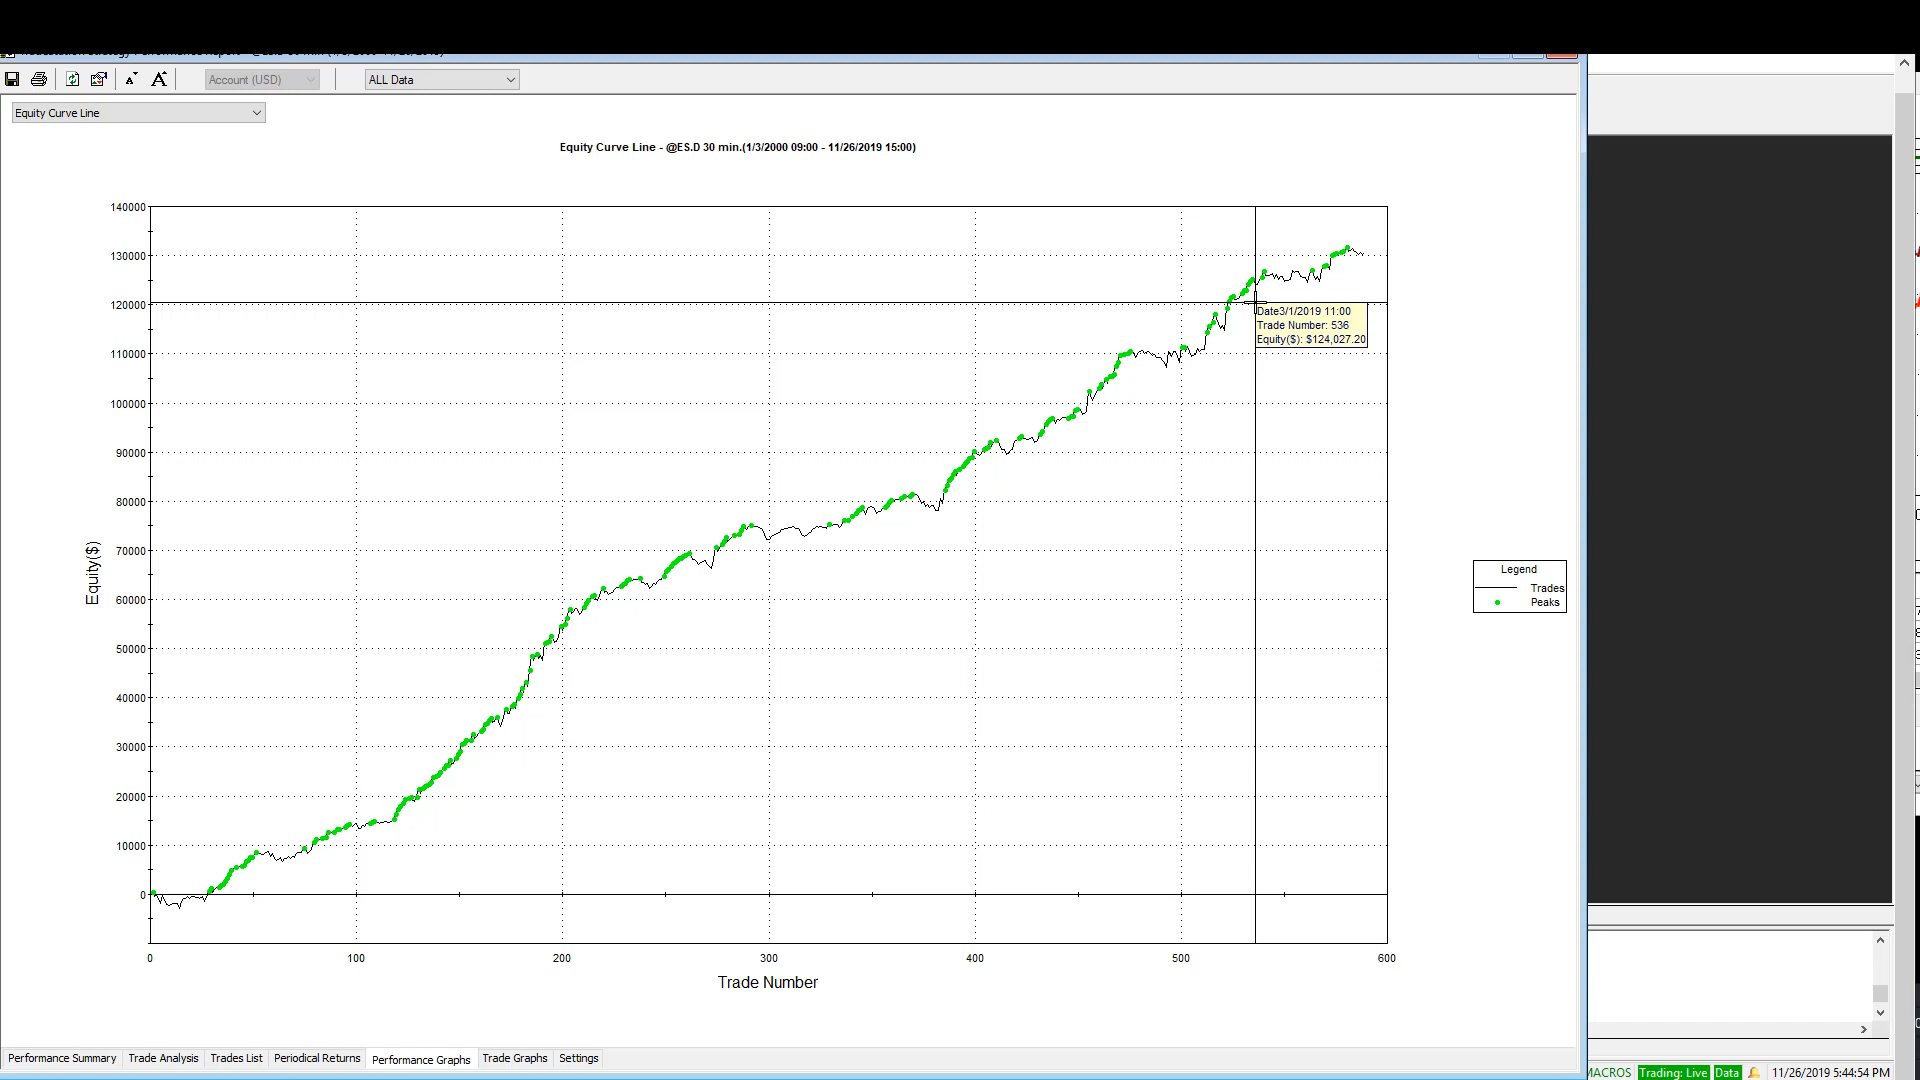 Account (USD)
ALL Data
Equity Curve Line
Equity Curve Line - @ES.D 30 min.(1/3/2000 09:00 - 11/26/2019 15:00)
140000
130000
120000
110000
100000
90000
80000
70000
60000
50000
40000
30000
20000
10000
0
Equity($)
Date3/1/2019 11:00
Trade Number: 536
Equity($): $124,027.20
Legend
Trades
Peaks
0 100 200 300 400 500 600
Trade Number
Performance Summary Trade Analysis Trades List Periodical Returns Performance Graphs Trade Graphs Settings
MACROS Trading: Live Data 11/26/2019 5:44:54 PM